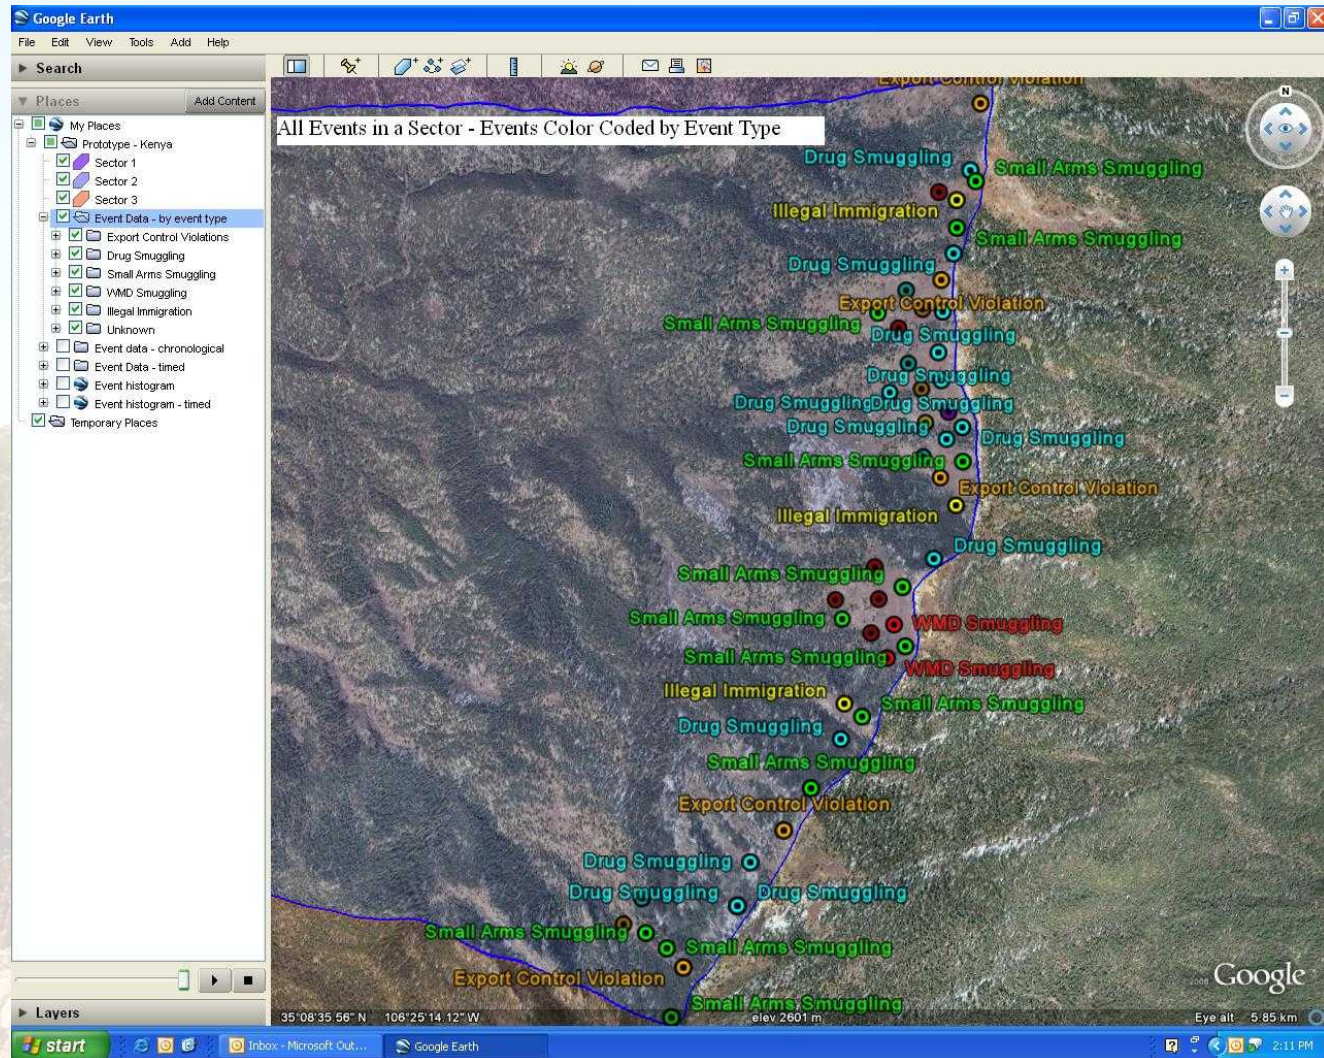 Google Earth
File Edit View Tools Add Help
Search
Places Add Content
My Places
Prototype - Kenya
Sector 1
Sector 2
Sector 3
Event Data - by event type
Export Control Violations
Drug Smuggling
Small Arms Smuggling
WMD Smuggling
Illegal Immigration
Unknown
Event data - chronological
Event Data - timed
Event histogram
Event histogram - timed
Temporary Places
Layers
Export Control Violation
All Events in a Sector - Events Color Coded by Event Type
N
Drug Smuggling
Small Arms Smuggling
Illegal Immigration
Small Arms Smuggling
Drug Smuggling
Export Control Violation
Small Arms Smuggling
Drug Smuggling
Drug Smuggling
Drug Smuggling Drug Smuggling
Drug Smuggling
Drug Smuggling
Small Arms Smuggling
Export Control Violation
Illegal Immigration
Drug Smuggling
Small Arms Smuggling
Small Arms Smuggling
WMD Smuggling
Small Arms Smuggling
WMD Smuggling
Illegal Immigration
Small Arms Smuggling
Drug Smuggling
Small Arms Smuggling
Export Control Violation
Drug Smuggling
Drug Smuggling
Drug Smuggling
Small Arms Smuggling
Small Arms Smuggling
Export Control Violation
Small Arms Smuggling
Google
35°08'35.56" N 106°25'14.12" W elev 2601 m Eye alt 5.85 km
start Inbox - Microsoft Out... Google Earth 2:11 PM